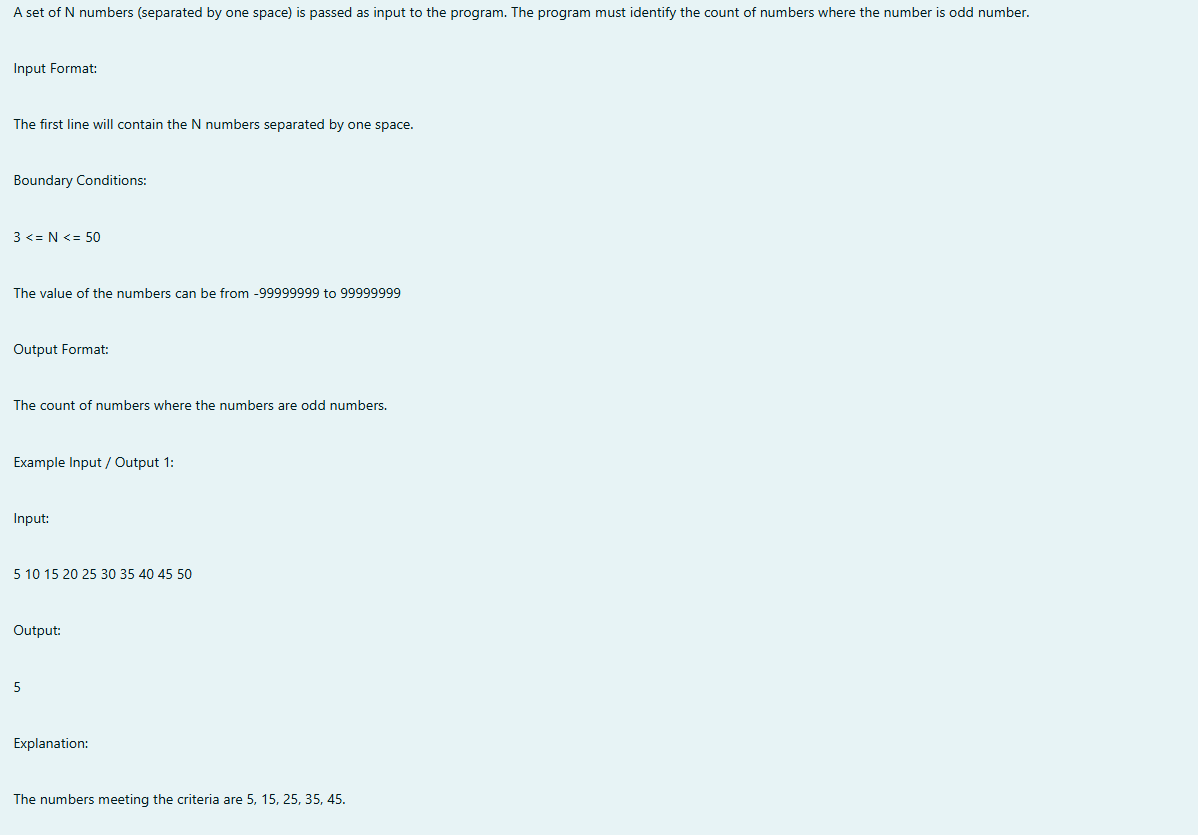 A set of N numbers (separated by one space) is passed as input to the program. The program must identify the count of numbers where the number is odd number.
Input Format:
The first line will contain the N numbers separated by one space.
Boundary Conditions:
3 <= N <= 50
The value of the numbers can be from -99999999 to 99999999
Output Format:
The count of numbers where the numbers are odd numbers.
Example Input / Output 1:
Input:
5 10 15 20 25 30 35 40 45 50
Output:
5
Explanation:
The numbers meeting the criteria are 5, 15, 25, 35, 45.